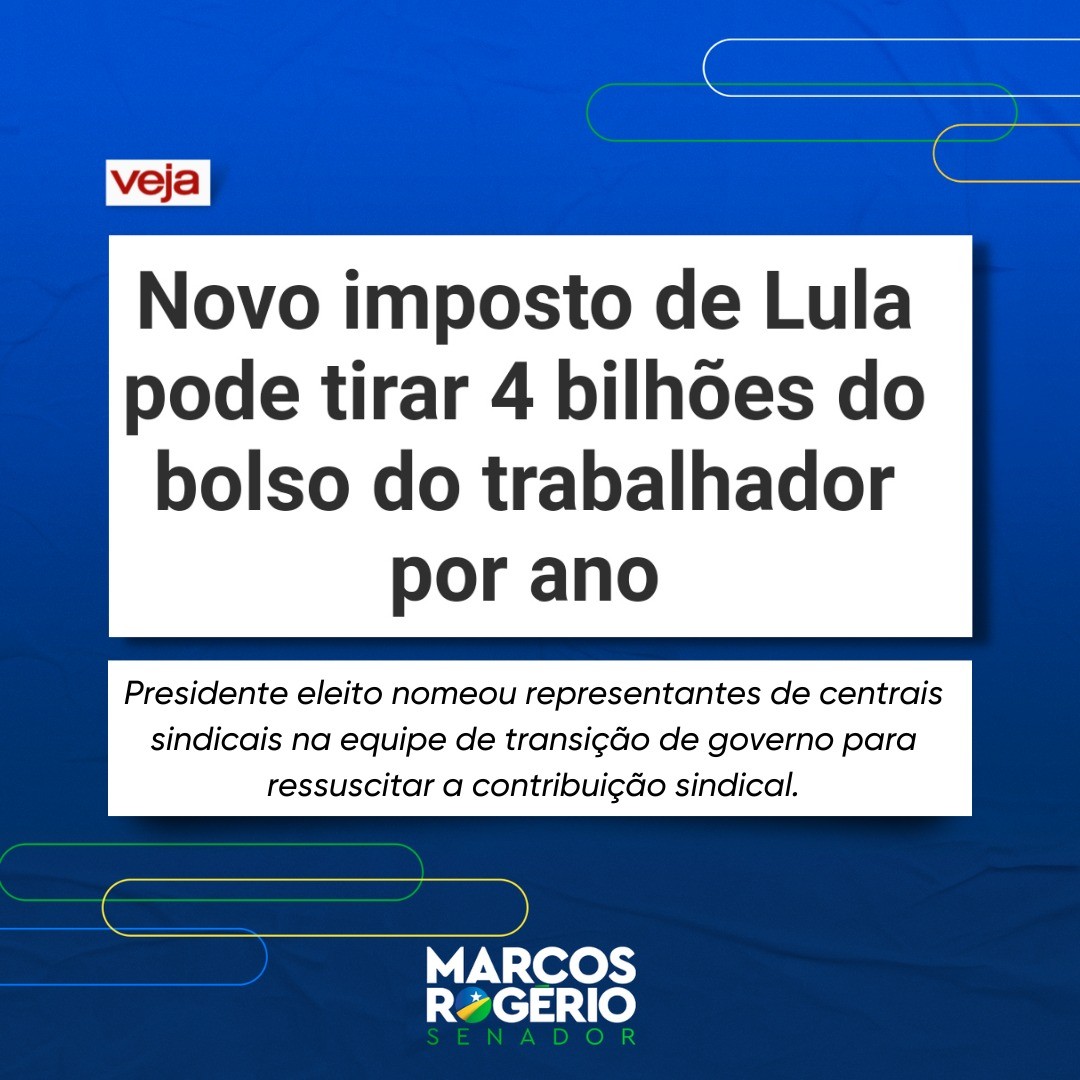 veja
Novo imposto de Lula
pode tirar 4 bilhões do
bolso do trabalhador
por ano
Presidente eleito nomeou representantes de centrais
sindicais na equipe de transição de governo para
ressuscitar a contribuição sindical.
MARCOS
ROGÉRIO
SENADOR